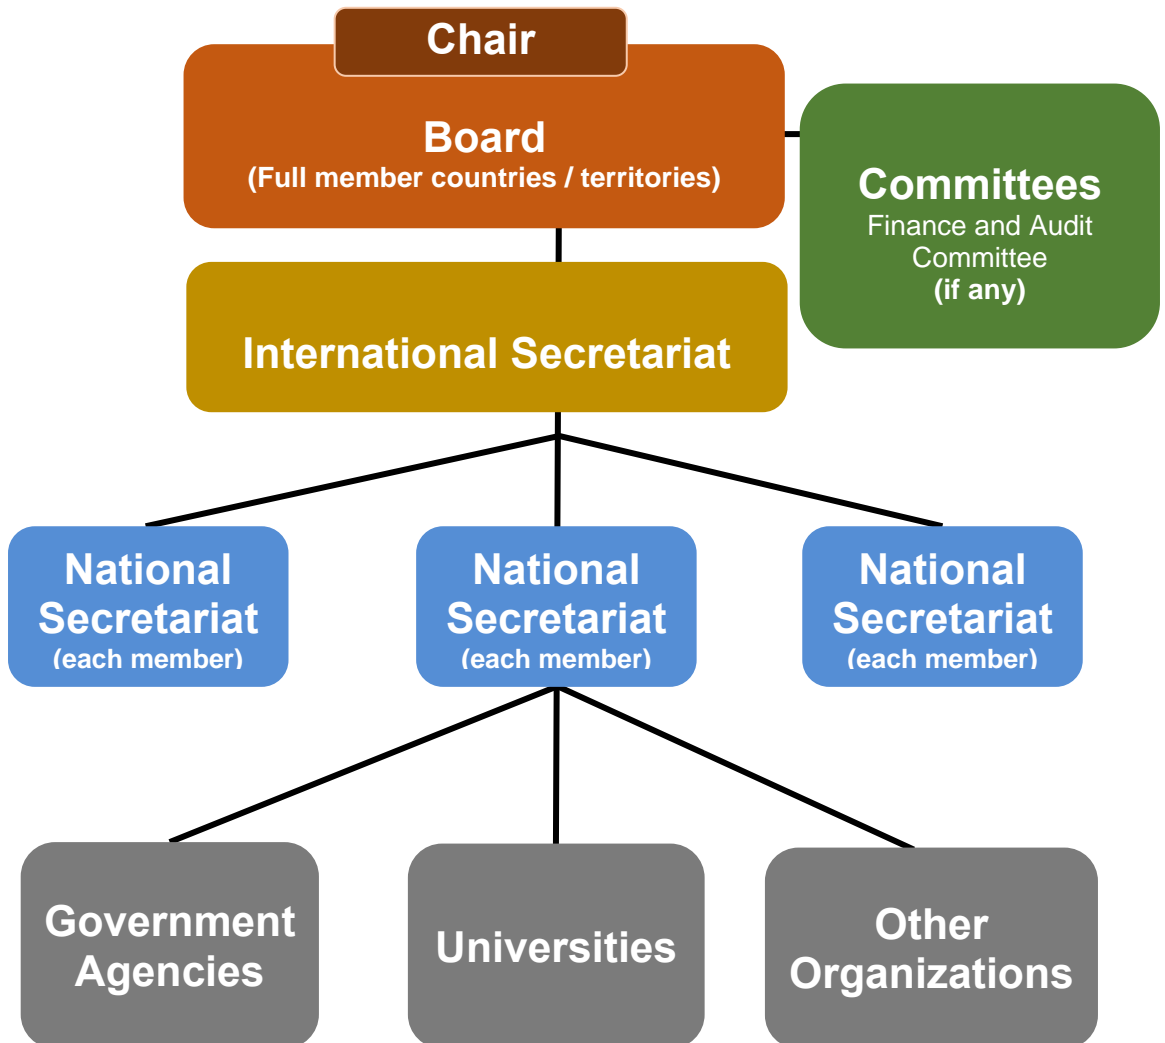 Chair
Board
(Full member countries / territories)
Committees
Finance and Audit
Committee
(if any)
International Secretariat
National
Secretariat
(each member)
National
Secretariat
(each member)
National
Secretariat
(each member)
Government
Agencies
Universities
Other
Organizations